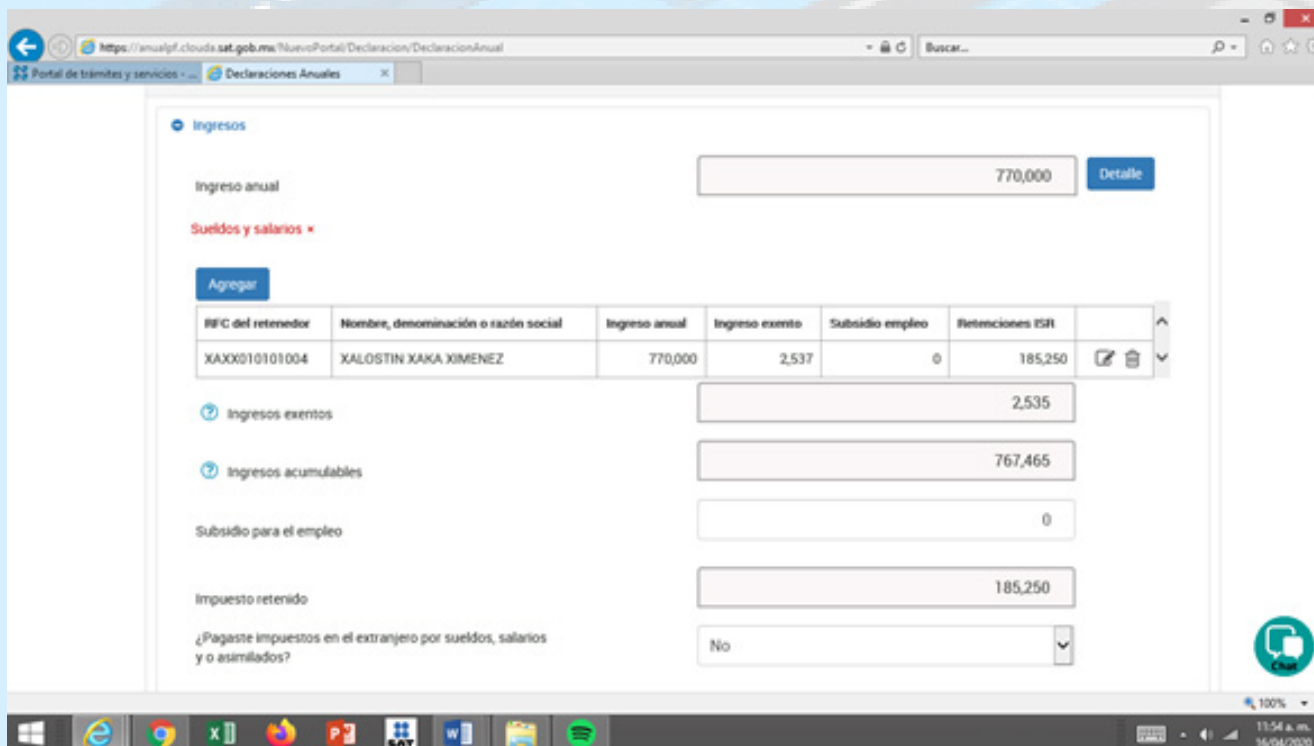 https://anualpf.clouda.sat.gob.mx/NuevoPortal/Declaracion/DeclaracionAnual
Buscar...
Portal de trámites y servicios - ...
Declaraciones Anuales
Ingresos
Ingreso anual 770,000 Detalle
Sueldos y salarios ×
Agregar
RFC del retenedor Nombre, denominación o razón social Ingreso anual Ingreso exento Subsidio empleo Retenciones ISR
XAXX010101004 XALOSTIN XAKA XIMENEZ 770,000 2,537 0 185,250
Ingresos exentos 2,535
Ingresos acumulables 767,465
Subsidio para el empleo 0
Impuesto retenido 185,250
¿Pagaste impuestos en el extranjero por sueldos, salarios
y o asimilados? No
Chat
100%
SAT
11:54 a. m.
16/04/2020